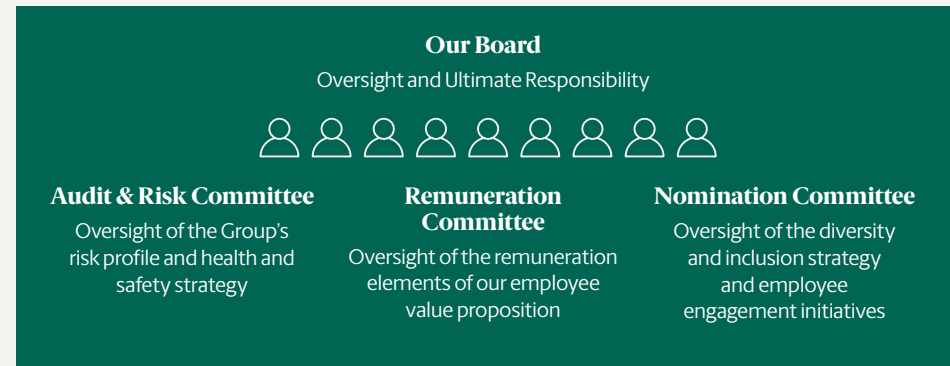 Our Board
Oversight and Ultimate Responsibility
Audit & Risk Committee
Oversight of the Group's
risk profile and health and
safety strategy
Remuneration
Committee
Oversight of the remuneration
elements of our employee
value proposition
Nomination Committee
Oversight of the diversity
and inclusion strategy
and employee
engagement initiatives